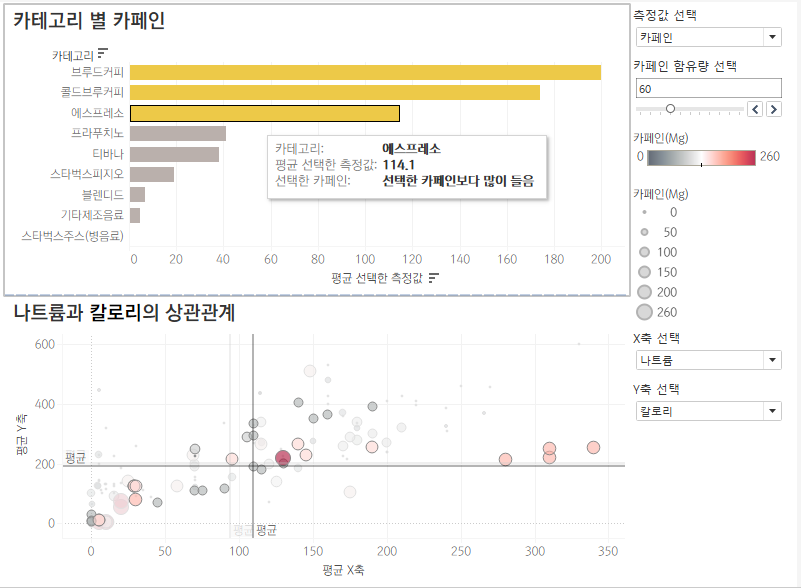 카테고리 별 카페인
카테고리
브루드커피
콜드브루커피
에스프레소
프라푸치노
티바나
스타벅스피지오
블렌디드
기타제조음료
스타벅스주스(병음료)
카테고리: 에스프레소
평균 선택한 측정값: 114.1
선택한 카페인: 선택한 카페인보다 많이 들음
0 20 40 60 80 100 120 140 160 180 200
평균 선택한 측정값
나트륨과 칼로리의 상관관계
평균 Y축
600
400
200
0
평균
평균 평균
0 50 100 150 200 250 300 350
평균 X축
측정값 선택
카페인
카페인 함유량 선택
60
카페인(Mg)
0 260
카페인(Mg)
0
50
100
150
200
260
X축 선택
나트륨
Y축 선택
칼로리